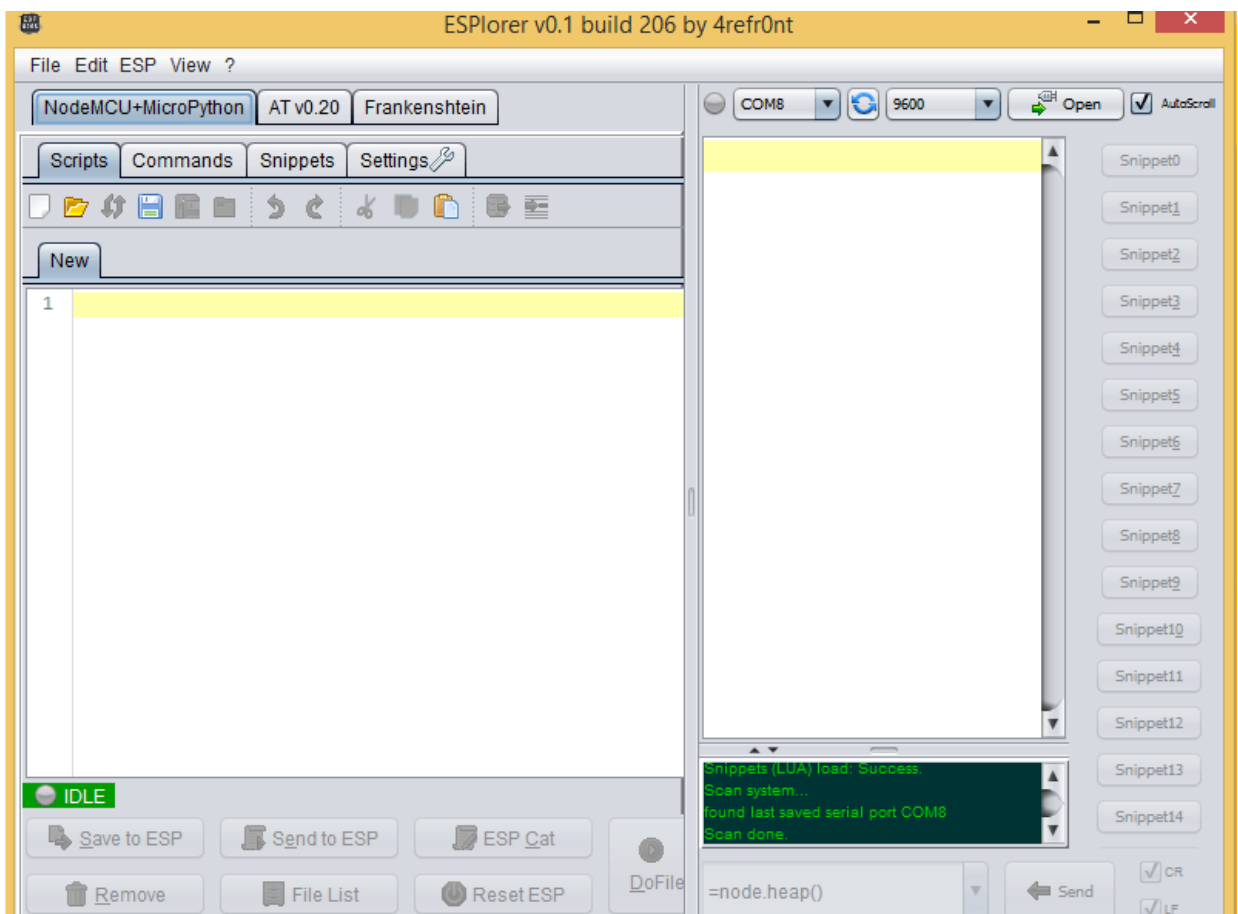 ESPlorer v0.1 build 206 by 4refr0nt
File Edit ESP View ?
NodeMCU+MicroPython AT v0.20 Frankenshtein
COM8 9600 Open AutoScroll
Scripts Commands Snippets Settings
New
1
IDLE
Save to ESP Send to ESP ESP Cat
Remove File List Reset ESP
DoFile
Snippets (LUA) load: Success.
Scan system...
found last saved serial port COM8
Scan done.
=node.heap() Send
Snippet0
Snippet1
Snippet2
Snippet3
Snippet4
Snippet5
Snippet6
Snippet7
Snippet8
Snippet9
Snippet10
Snippet11
Snippet12
Snippet13
Snippet14
CR
LF